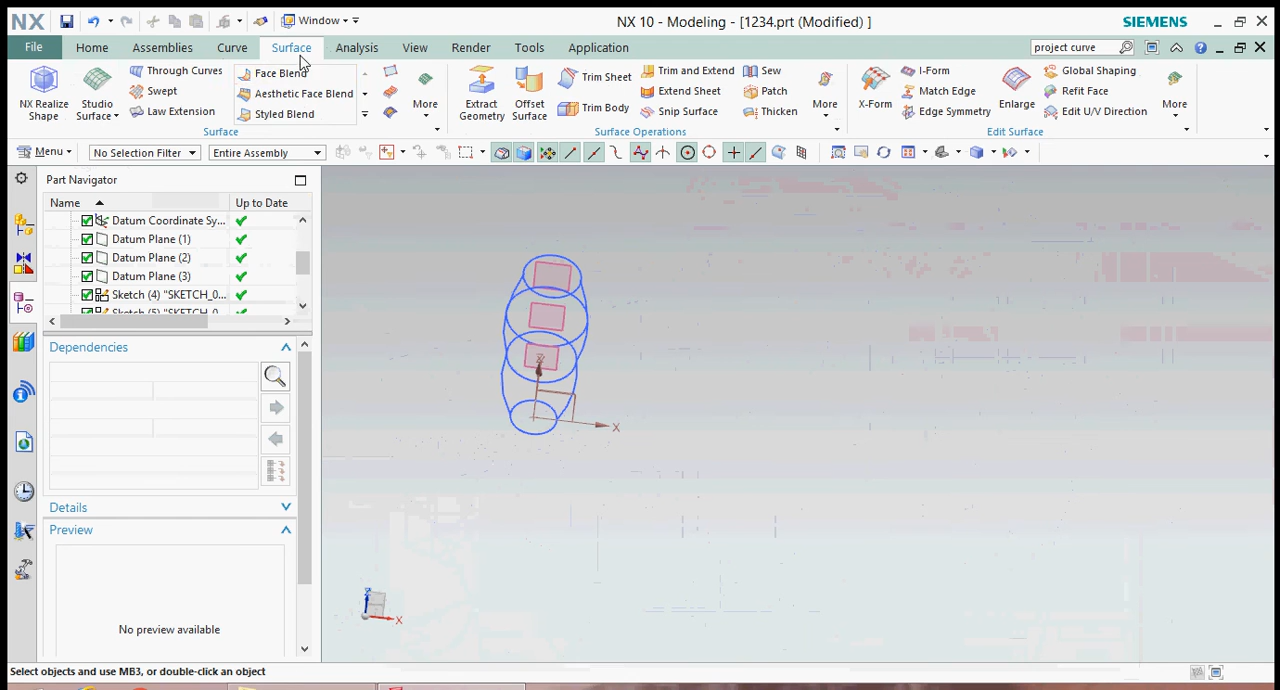 NX
Window
NX 10 - Modeling - [1234.prt (Modified) ]
SIEMENS
File
Home
Assemblies
Curve
Surface
Analysis
View
Render
Tools
Application
project curve
NX Realize Shape
Studio Surface
Through Curves
Swept
Law Extension
Face Blend
Aesthetic Face Blend
Styled Blend
More
Surface
Extract Geometry
Offset Surface
Trim Sheet
Trim Body
Trim and Extend
Extend Sheet
Snip Surface
Sew
Patch
Thicken
More
Surface Operations
X-Form
I-Form
Match Edge
Edge Symmetry
Enlarge
Global Shaping
Refit Face
Edit U/V Direction
More
Edit Surface
Menu
No Selection Filter
Entire Assembly
Part Navigator
Name
Up to Date
Datum Coordinate Sy...
Datum Plane (1)
Datum Plane (2)
Datum Plane (3)
Sketch (4) "SKETCH_0...
Sketch (5) "SKETCH_0...
Dependencies
Details
Preview
No preview available
Z
X
Z
X
Select objects and use MB3, or double-click an object